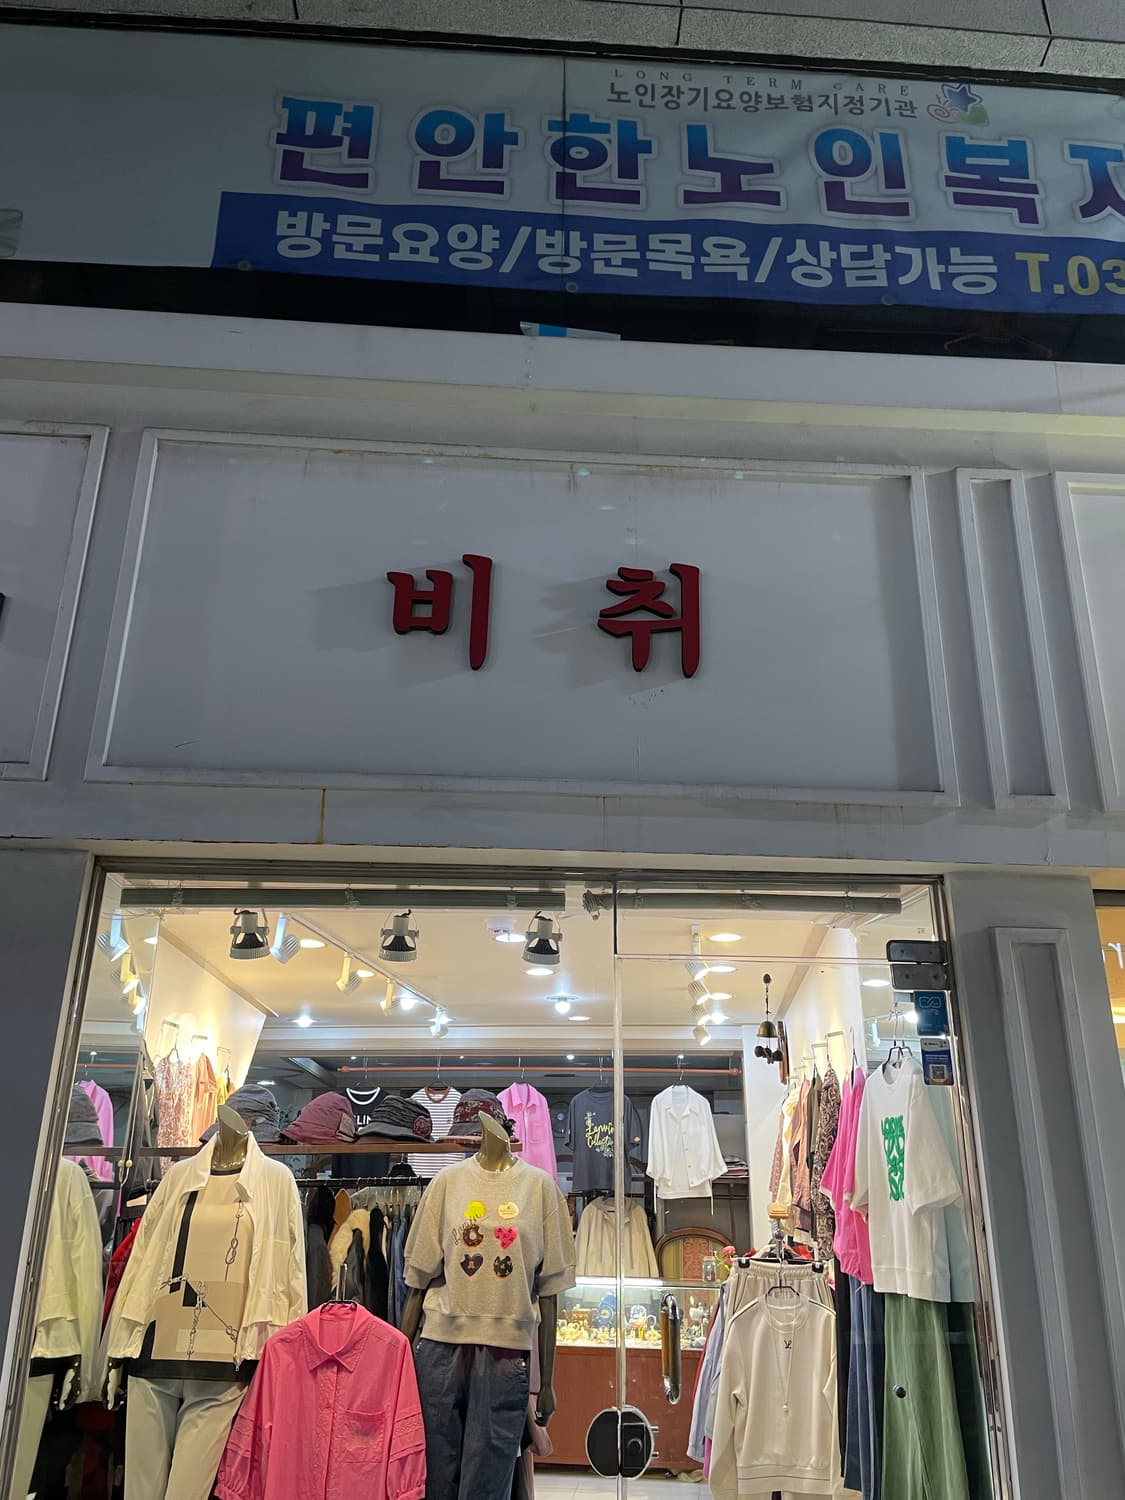 LONG TERM CARE
노인장기요양보험지정기관
편안한노인복지
방문요양/방문목욕/상담가능 T.03
비취